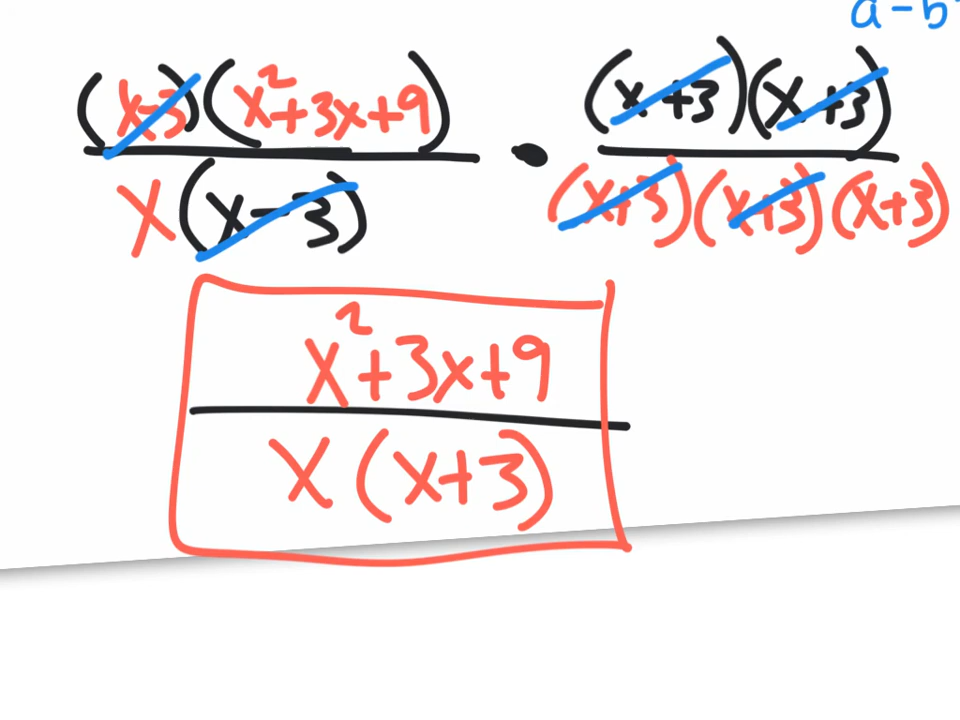 a-b
(x-3)(x²+3x+9) (x+3)(x+3)
x(x-3) • (x+3)(x+3)(x+3)
x²+3x+9
x(x+3)